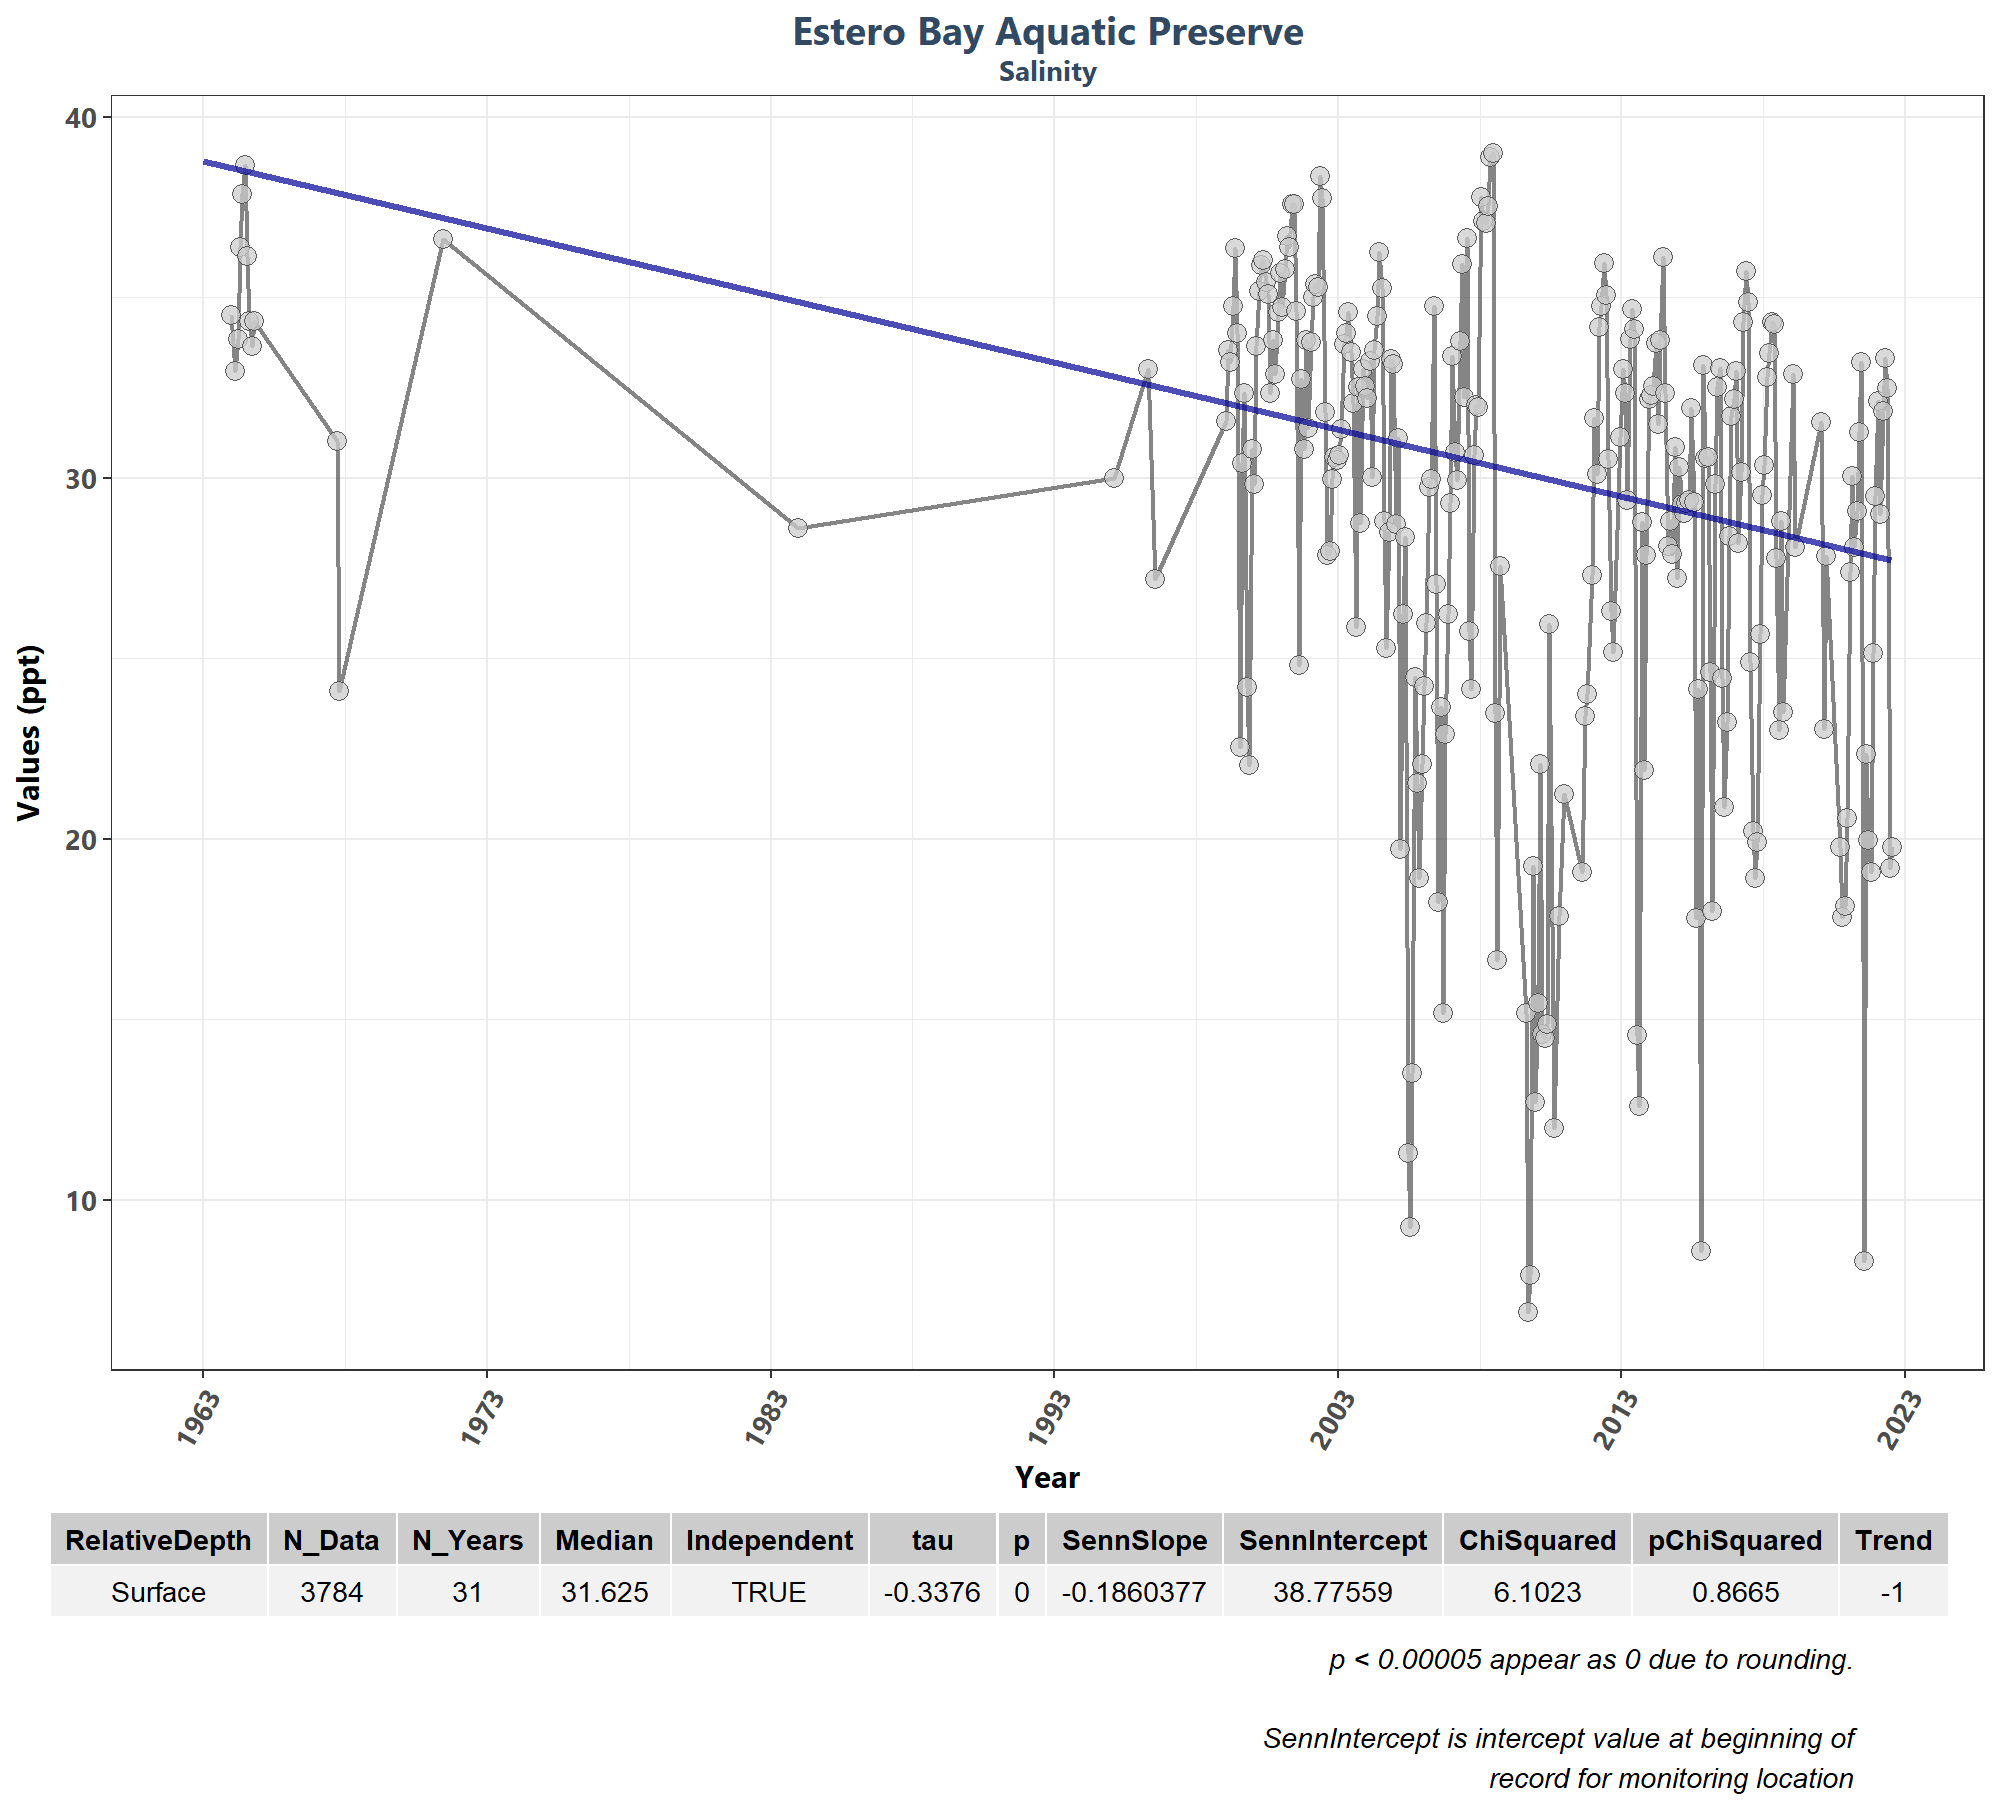 Estero Bay Aquatic Preserve
Salinity
40
30
20
10
Values (ppt)
1963 1973 1983 1993 2003 2013 2023
Year
RelativeDepth N_Data N_Years Median Independent tau p SennSlope SennIntercept ChiSquared pChiSquared Trend
Surface 3784 31 31.625 TRUE -0.3376 0 -0.1860377 38.77559 6.1023 0.8665 -1
p < 0.00005 appear as 0 due to rounding.
SennIntercept is intercept value at beginning of
record for monitoring location